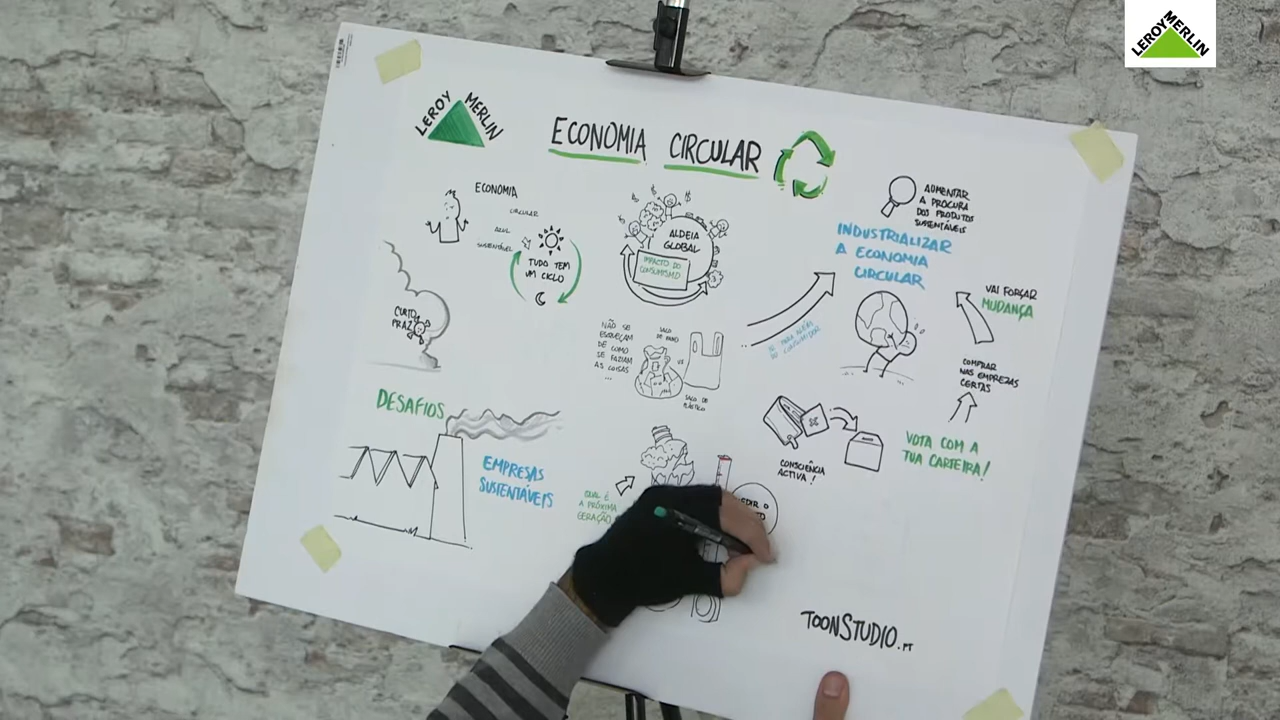 LEROY MERLIN
LEROY MERLIN
ECONOMIA CIRCULAR
ECONOMIA
CIRCULAR
AZUL
SUSTENTÁVEL
TUDO TEM
UM CICLO
ALDEIA
GLOBAL
IMPACTO DO
CONSUMISMO
AUMENTAR
A PROCURA
DOS PRODUTOS
SUSTENTÁVEIS
INDUSTRIALIZAR
A ECONOMIA
CIRCULAR
VAI FORÇAR
MUDANÇA
CURTO
PRAZO
NÃO SE
ESQUEÇAM
DE COMO
SE FAZIAM
AS COISAS
...
SACO
DE PANO
VS
SACO DE
PLÁSTICO
COMPRAR
NAS EMPRESAS
CERTAS
VOTA COM A
TUA CARTEIRA!
CONSCIÊNCIA
ACTIVA!
DESAFIOS
EMPRESAS
SUSTENTÁVEIS
QUAL É
A PRÓXIMA
GERAÇÃO
TOONSTUDIO.PT